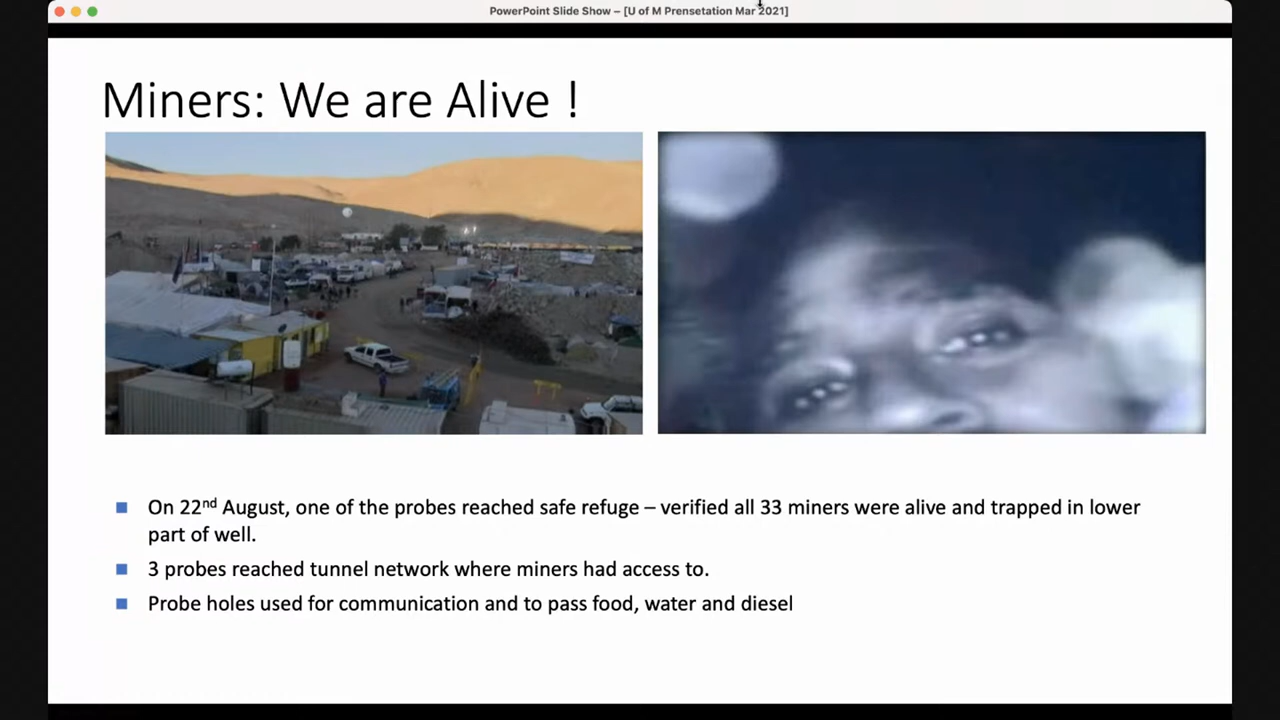 PowerPoint Slide Show – [U of M Prensetation Mar 2021]
Miners: We are Alive !
On 22nd August, one of the probes reached safe refuge – verified all 33 miners were alive and trapped in lower
part of well.
3 probes reached tunnel network where miners had access to.
Probe holes used for communication and to pass food, water and diesel